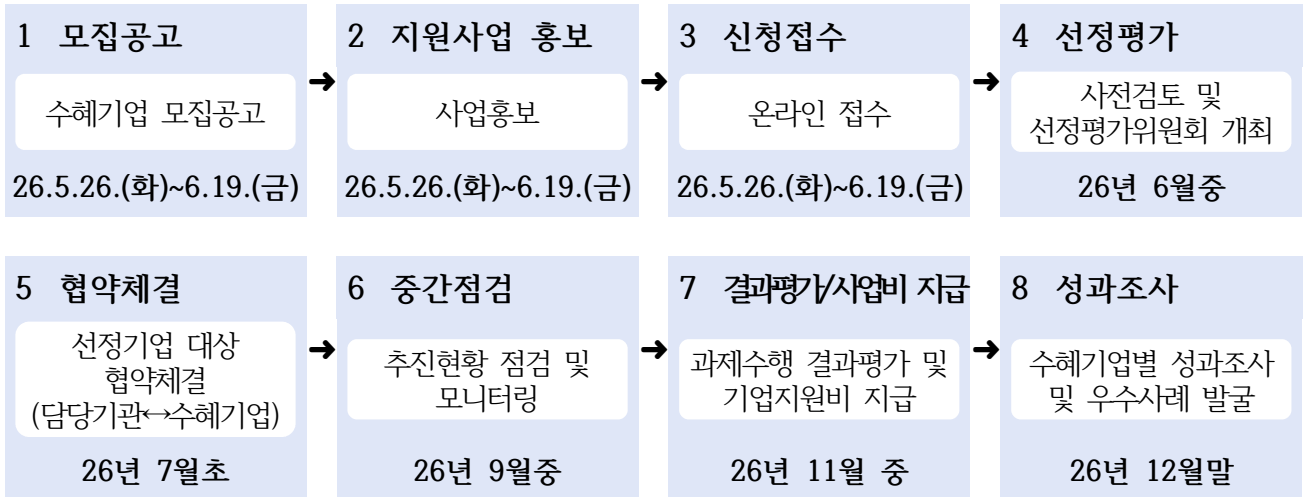 1 모집공고
수혜기업 모집공고
26.5.26.(화)~6.19.(금)
➜
2 지원사업 홍보
사업홍보
26.5.26.(화)~6.19.(금)
➜
3 신청접수
온라인 접수
26.5.26.(화)~6.19.(금)
➜
4 선정평가
사전검토 및
선정평가위원회 개최
26년 6월중
5 협약체결
선정기업 대상
협약체결
(담당기관↔수혜기업)
26년 7월초
➜
6 중간점검
추진현황 점검 및
모니터링
26년 9월중
➜
7 결과평가/사업비 지급
과제수행 결과평가 및
기업지원비 지급
26년 11월 중
➜
8 성과조사
수혜기업별 성과조사
및 우수사례 발굴
26년 12월말